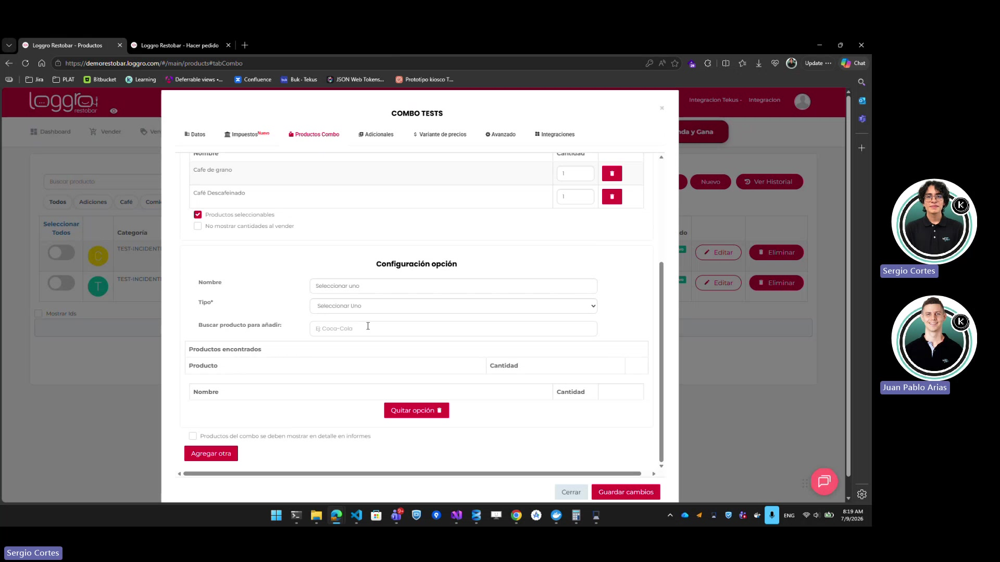 Loggro Restobar - Productos
Loggro Restobar - Hacer pedido
https://demorestobar.loggro.com/#/main/products#tabCombo
Update
Chat
Jira
PLAT
Bitbucket
Learning
Deferrable views •...
Confluence
buk
Buk - Tekus
JSON Web Tokens...
Prototipo kiosco T...
loggro
restobar
COMBO TESTS
Integracion Tekus -
Integracion
Dashboard
Vender
Ven
Datos
Impuestos Nuevo
Productos Combo
Adicionales
$ Variante de precios
Avanzado
Integraciones
nda y Gana
Nombre
Cantidad
Cafe de grano
1
Café Descafeinado
1
Productos seleccionables
No mostrar cantidades al vender
Buscar producto
Nuevo
Ver Historial
Todos
Adiciones
Café
Comi
Seleccionar
Todos
Categoría
do
C
TEST-INCIDENT
vo
Editar
Eliminar
T
TEST-INCIDENT
vo
Editar
Eliminar
Mostrar Ids
Configuración opción
Nombre
Seleccionar uno
Tipo*
Seleccionar Uno
Buscar producto para añadir:
Ej: Coca-Cola
Productos encontrados
Producto
Cantidad
Nombre
Cantidad
Quitar opción
Productos del combo se deben mostrar en detalle en informes
Agregar otra
Cerrar
Guardar cambios
9+
ENG
8:19 AM
7/9/2026
K
Sergio Cortes
K
Juan Pablo Arias
Sergio Cortes